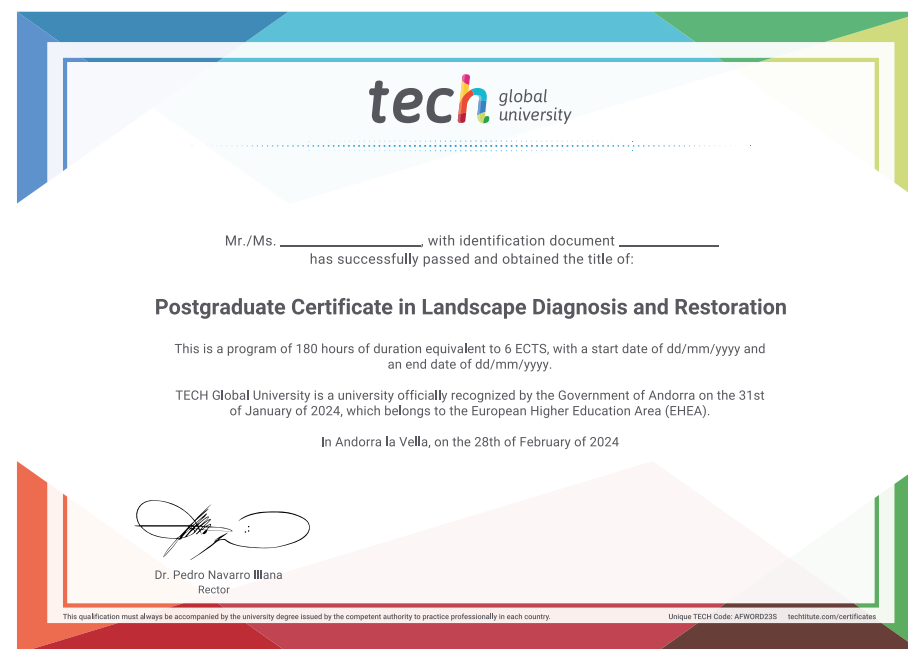 tech global university
Mr./Ms. ____________________, with identification document ______________
has successfully passed and obtained the title of:
Postgraduate Certificate in Landscape Diagnosis and Restoration
This is a program of 180 hours of duration equivalent to 6 ECTS, with a start date of dd/mm/yyyy and
an end date of dd/mm/yyyy.
TECH Global University is a university officially recognized by the Government of Andorra on the 31st
of January of 2024, which belongs to the European Higher Education Area (EHEA).
In Andorra la Vella, on the 28th of February of 2024
Dr. Pedro Navarro Illana
Rector
This qualification must always be accompanied by the university degree issued by the competent authority to practice professionally in each country. Unique TECH Code: AFWORD23S techtitute.com/certificates